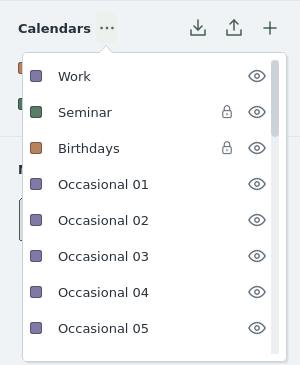 Calendars
Work
Seminar
Birthdays
Occasional 01
Occasional 02
Occasional 03
Occasional 04
Occasional 05